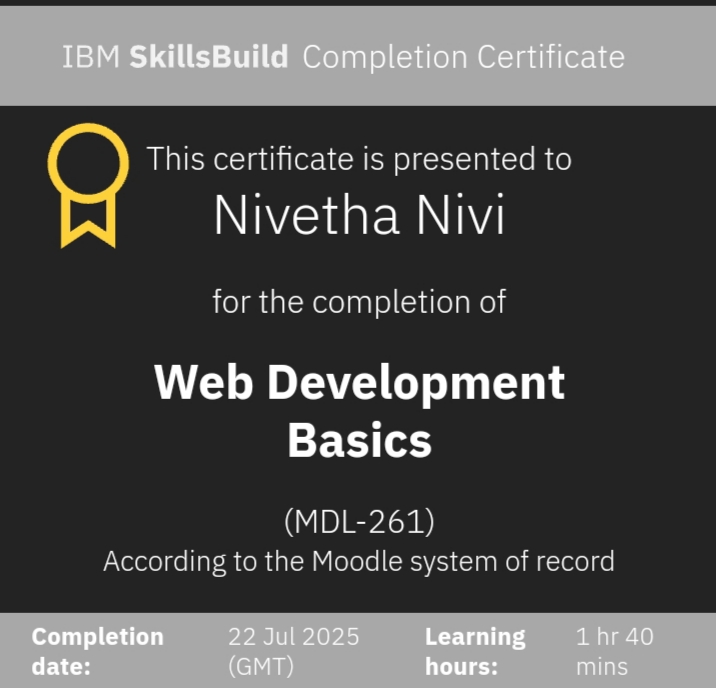 IBM SkillsBuild Completion Certificate
This certificate is presented to
Nivetha Nivi
for the completion of
Web Development
Basics
(MDL-261)
According to the Moodle system of record
Completion date:
22 Jul 2025 (GMT)
Learning hours:
1 hr 40 mins